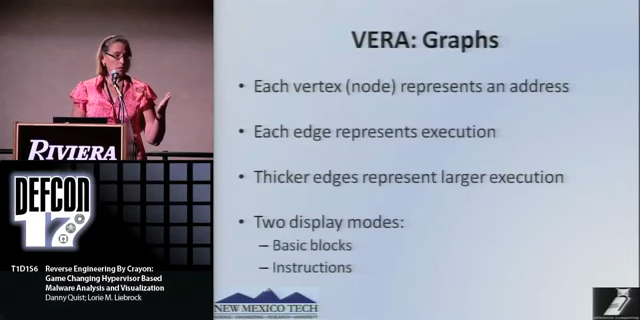 VERA: Graphs
• Each vertex (node) represents an address
• Each edge represents execution
• Thicker edges represent larger execution
• Two display modes:
– Basic blocks
– Instructions
RIVIERA
DEFCON
17
T1D1S6 Reverse Engineering By Crayon:
Game Changing Hypervisor Based
Malware Analysis and Visualization
Danny Quist; Lorie M. Liebrock
NEW MEXICO TECH